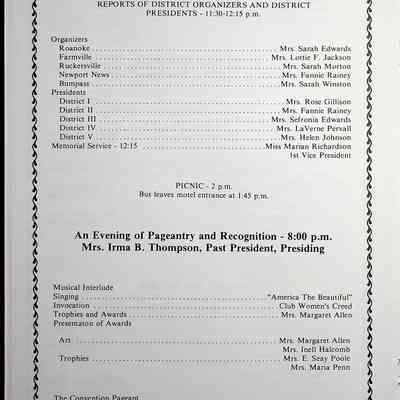 REPORTS OF DISTRICT ORGANIZERS AND DISTRICT
PRESIDENTS - 11:30-12:15 p.m.
Organizers
Roanoke ........ Mrs. Sarah Edwards
Farmville ........ Mrs. Lottie F. Jackson
Ruckersville ........ Mrs. Sarah Morton
Newport News ........ Mrs. Fannie Rainey
Bumpass ........ Mrs. Sarah Winston
Presidents
District I ........ Mrs. Rose Gillison
District II ........ Mrs. Fannie Rainey
District III ........ Mrs. Sefronia Edwards
District IV ........ Mrs. LaVerne Pervall
District V ........ Mrs. Helen Johnson
Memorial Service - 12:15 ........ Miss Marian Richardson
1st Vice President
PICNIC - 2 p.m.
Bus leaves motel entrance at 1:45 p.m.
An Evening of Pageantry and Recognition - 8:00 p.m.
Mrs. Irma B. Thompson, Past President, Presiding
Musical Interlude
Singing ........ "America The Beautiful"
Invocation ........ Club Women's Creed
Trophies and Awards ........ Mrs. Margaret Allen
Presentaton of Awards
Art ........ Mrs. Margaret Allen
Mrs. Inell Halcomb
Trophies ........ Mrs. E. Seay Poole
Mrs. Maria Penn
The Convention Pageant